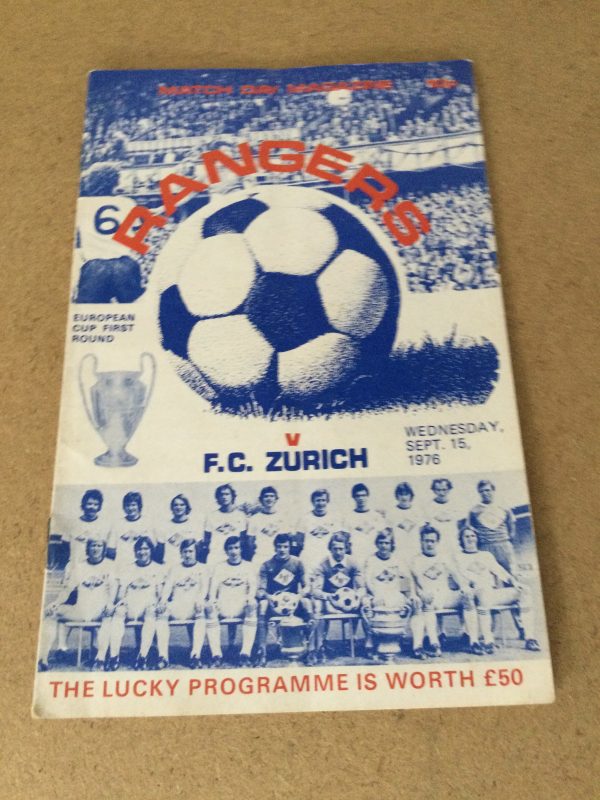 MATCH DAY MAGAZINE 10p
RANGERS
6
EUROPEAN
CUP FIRST
ROUND
v
F.C. ZURICH
WEDNESDAY,
SEPT. 15,
1976
THE LUCKY PROGRAMME IS WORTH £50